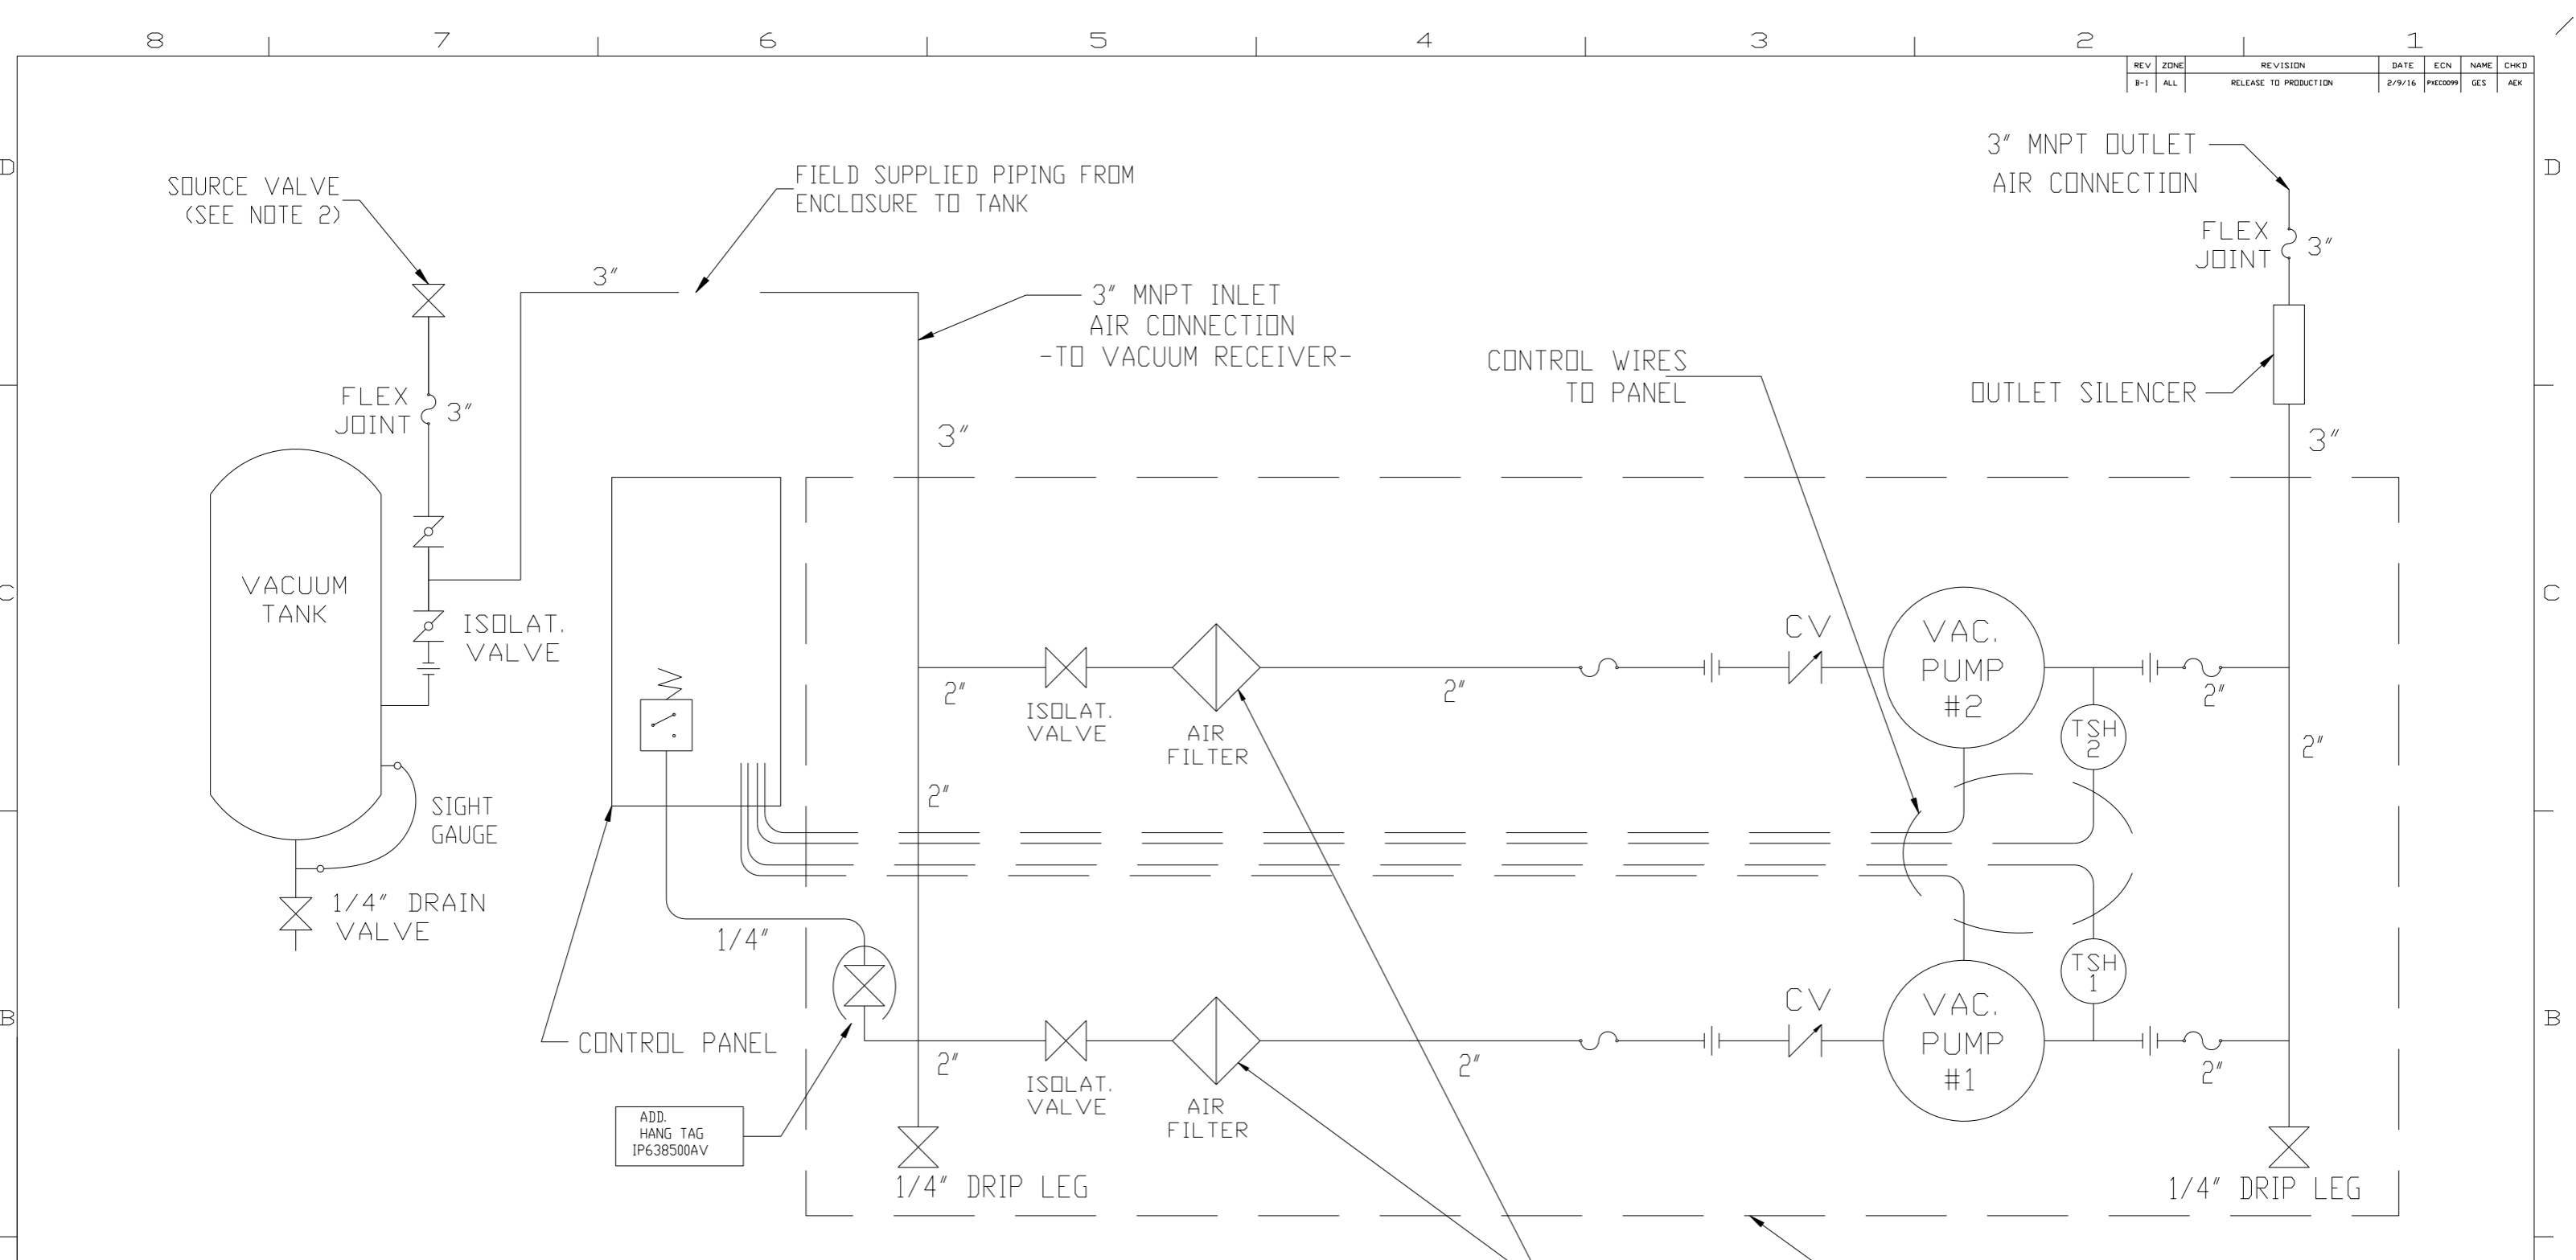 8 7 6 5 4 3 2 1
REV ZONE REVISION DATE ECN NAME CHKD
B-1 ALL RELEASE TO PRODUCTION 2/9/16 PXEC0099 GES AEK
D
D
3" MNPT OUTLET
AIR CONNECTION
FIELD SUPPLIED PIPING FROM
ENCLOSURE TO TANK
SOURCE VALVE
(SEE NOTE 2)
FLEX
JOINT
3"
3"
3" MNPT INLET
AIR CONNECTION
-TO VACUUM RECEIVER-
CONTROL WIRES
TO PANEL
OUTLET SILENCER
FLEX
JOINT
3"
3"
3"
C
C
VACUUM
TANK
ISOLAT.
VALVE
CV
VAC.
PUMP
#2
2"
ISOLAT.
VALVE
AIR
FILTER
2"
TSH
2
2"
2"
2"
SIGHT
GAUGE
1/4" DRAIN
VALVE
1/4"
TSH
1
B
B
CV
VAC.
PUMP
#1
CONTROL PANEL
2"
ISOLAT.
VALVE
AIR
FILTER
2"
2"
ADD.
HANG TAG
IP638500AV
1/4" DRIP LEG
1/4" DRIP LEG